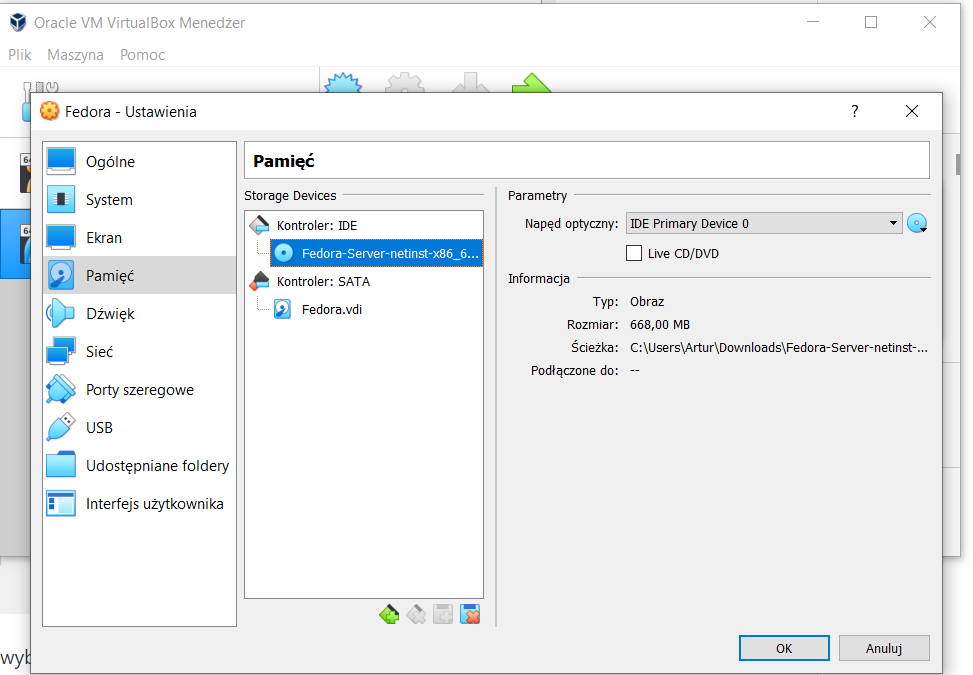 Oracle VM VirtualBox Menedżer
Plik Maszyna Pomoc
Fedora - Ustawienia
?
Ogólne
System
Ekran
Pamięć
Dźwięk
Sieć
Porty szeregowe
USB
Udostępniane foldery
Interfejs użytkownika
Pamięć
Storage Devices
Kontroler: IDE
Fedora-Server-netinst-x86_6...
Kontroler: SATA
Fedora.vdi
Parametry
Napęd optyczny: IDE Primary Device 0
Live CD/DVD
Informacja
Typ: Obraz
Rozmiar: 668,00 MB
Ścieżka: C:\Users\Artur\Downloads\Fedora-Server-netinst-...
Podłączone do: --
OK Anuluj
64
64